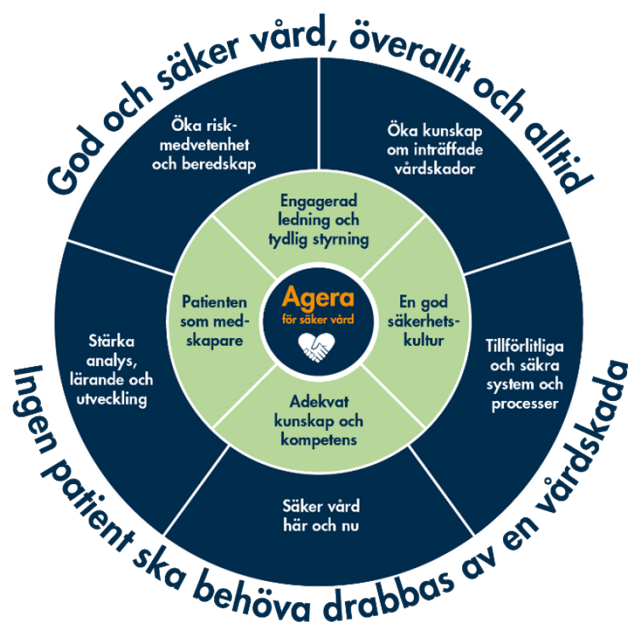 God och säker vård, överallt och alltid
Öka risk-
medvetenhet
och beredskap
Öka kunskap
om inträffade
vårdskador
Engagerad
ledning och
tydlig styrning
Patienten
som med-
skapare
Agera
för säker vård
En god
säkerhets-
kultur
Stärka
analys,
lärande och
utveckling
Tillförlitliga
och säkra
system och
processer
Adekvat
kunskap och
kompetens
Säker vård
här och nu
Ingen patient ska behöva drabbas av en vårdskada